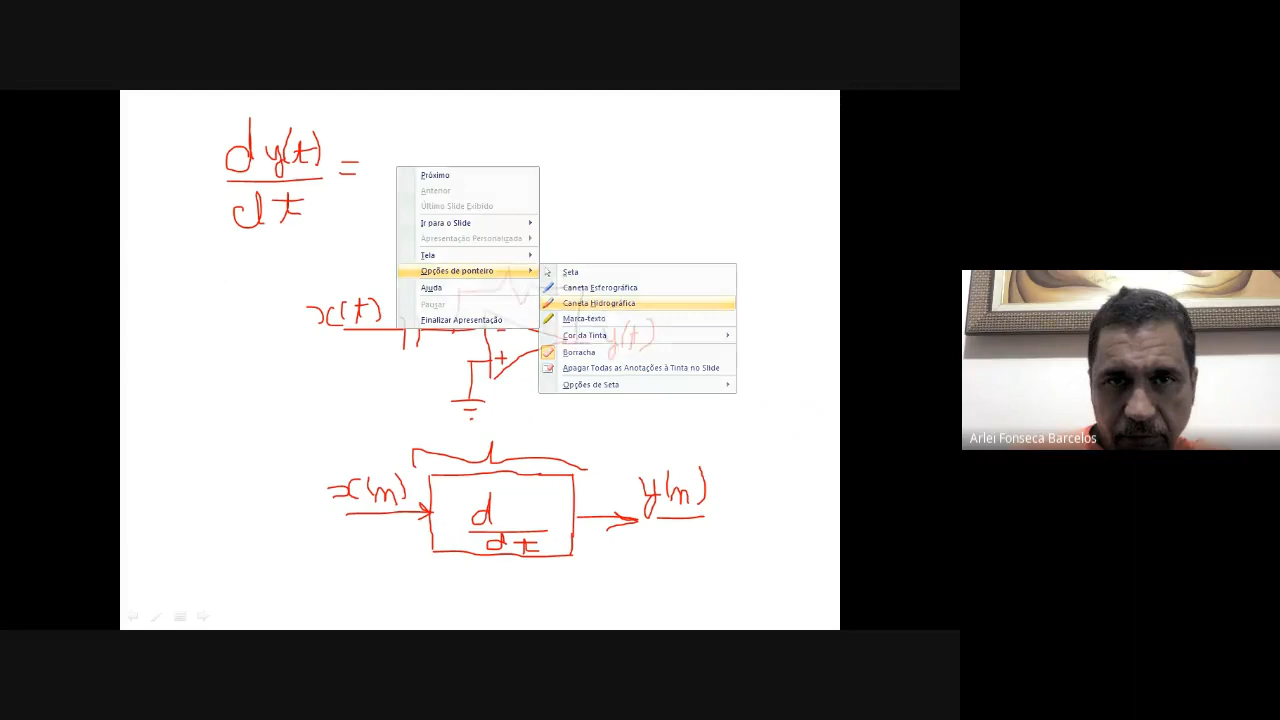 d y(t) =
dt
Próximo
Anterior
Último Slide Exibido
Ir para o Slide
Apresentação Personalizada
Tela
Opções de ponteiro
Ajuda
Pausar
Finalizar Apresentação
Seta
Caneta Esferográfica
Caneta Hidrográfica
Marca-texto
Cor da Tinta
Borracha
Apagar Todas as Anotações à Tinta no Slide
Opções de Seta
x(t)
-
+
y(t)
x(n)
d
dt
y(n)
Arlei Fonseca Barcelos